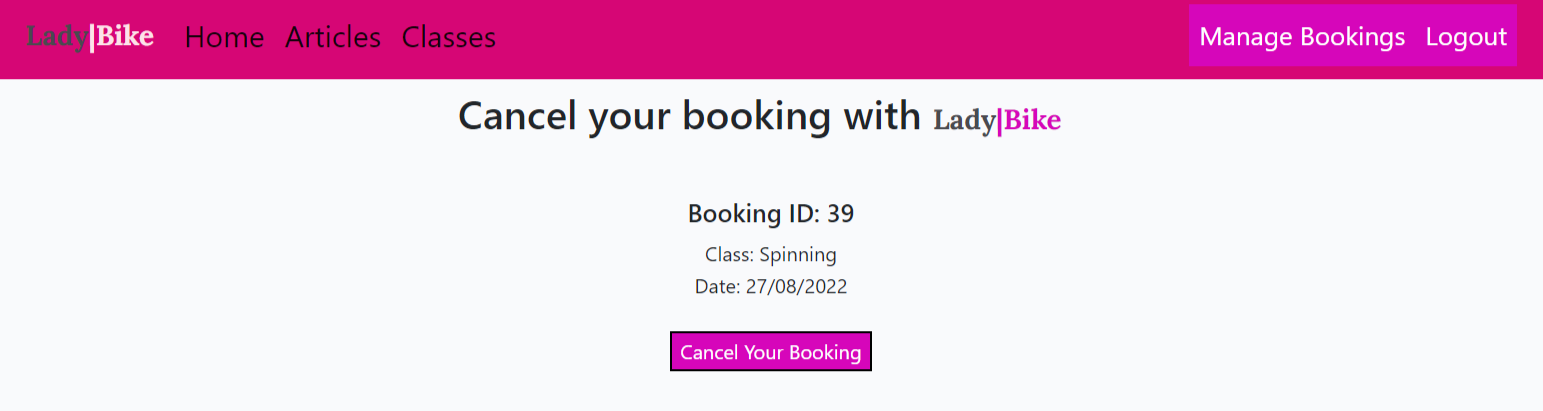 Lady|Bike Home Articles Classes Manage Bookings Logout
Cancel your booking with Lady|Bike
Booking ID: 39
Class: Spinning
Date: 27/08/2022
Cancel Your Booking